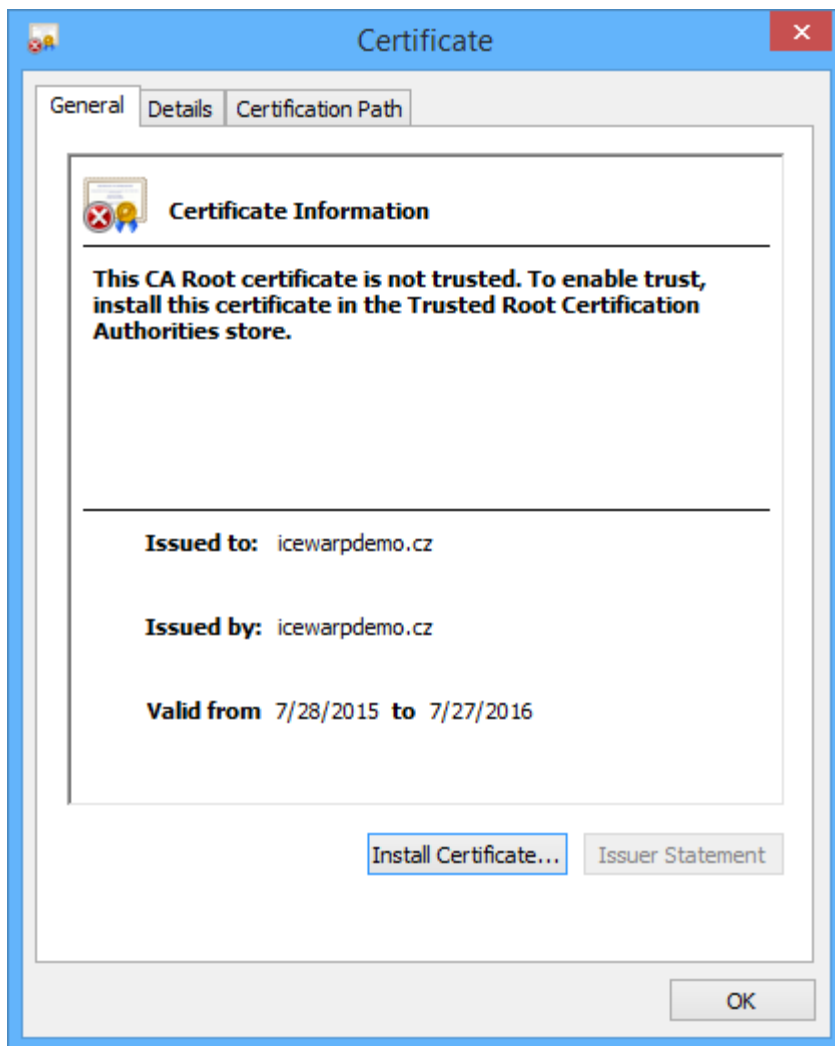 Certificate
General Details Certification Path
Certificate Information
This CA Root certificate is not trusted. To enable trust,
install this certificate in the Trusted Root Certification
Authorities store.
Issued to: icewarpdemo.cz
Issued by: icewarpdemo.cz
Valid from 7/28/2015 to 7/27/2016
Install Certificate... Issuer Statement
OK